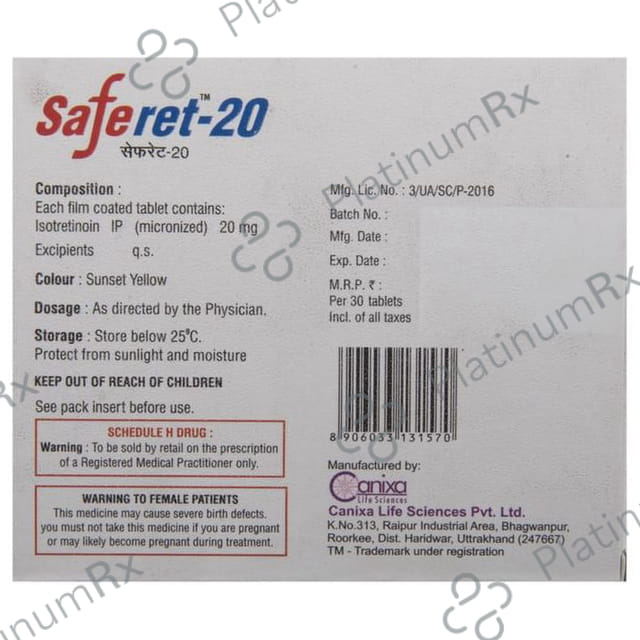 Saferet™-20
सेफरेट-20
Composition :
Each film coated tablet contains:
Isotretinoin IP (micronized) 20 mg
Excipients q.s.
Colour : Sunset Yellow
Dosage : As directed by the Physician.
Storage : Store below 25°C.
Protect from sunlight and moisture
KEEP OUT OF REACH OF CHILDREN
See pack insert before use.
SCHEDULE H DRUG :
Warning : To be sold by retail on the prescription
of a Registered Medical Practitioner only.
WARNING TO FEMALE PATIENTS
This medicine may cause severe birth defects.
you must not take this medicine if you are pregnant
or may likely become pregnant during treatment.
Mfg. Lic. No. : 3/UA/SC/P-2016
Batch No. :
Mfg. Date :
Exp. Date :
M.R.P. ₹ :
Per 30 tablets
Incl. of all taxes
8 906033 131570
Manufactured by:
Canixa
Life Sciences
Canixa Life Sciences Pvt. Ltd.
K.No.313, Raipur Industrial Area, Bhagwanpur,
Roorkee, Dist. Haridwar, Uttrakhand (247667)
TM - Trademark under registration
PlatinumRx
PlatinumRx
PlatinumRx
PlatinumRx